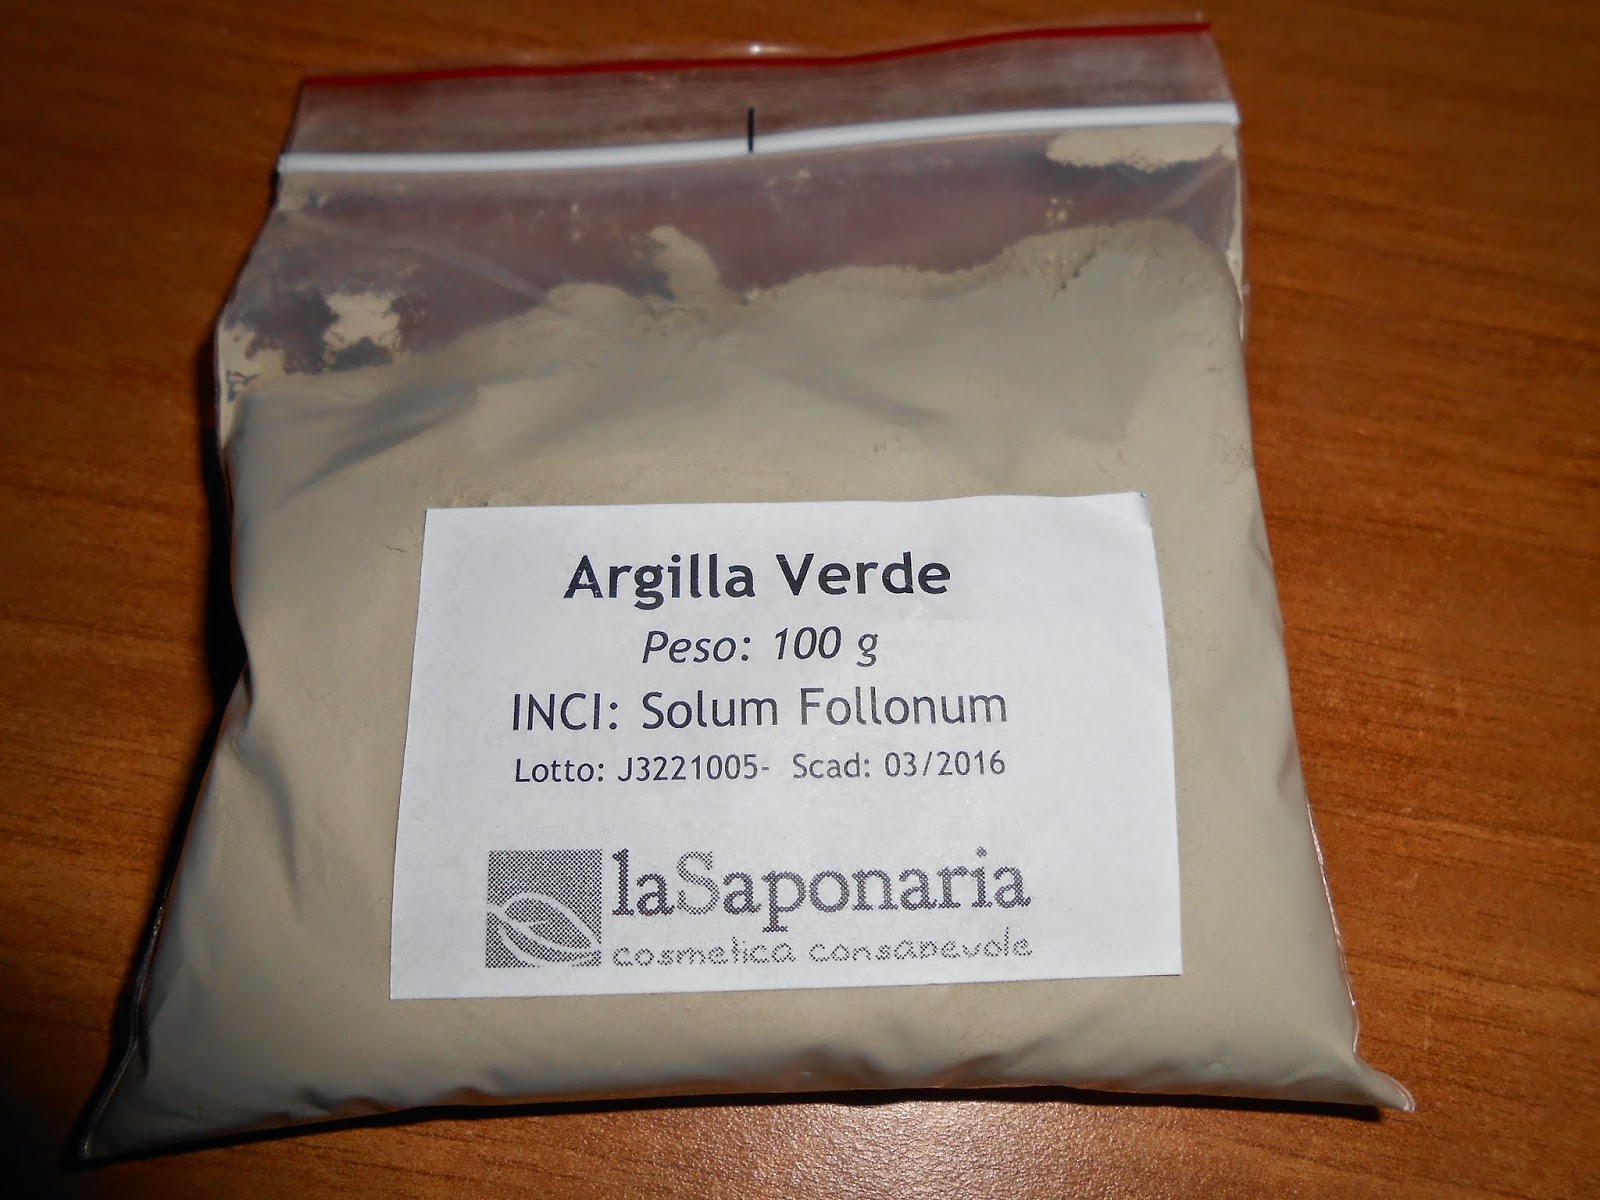 Argilla Verde
Peso: 100 g
INCI: Solum Follonum
Lotto: J3221005- Scad: 03/2016
laSaponaria
cosmetica consapevole